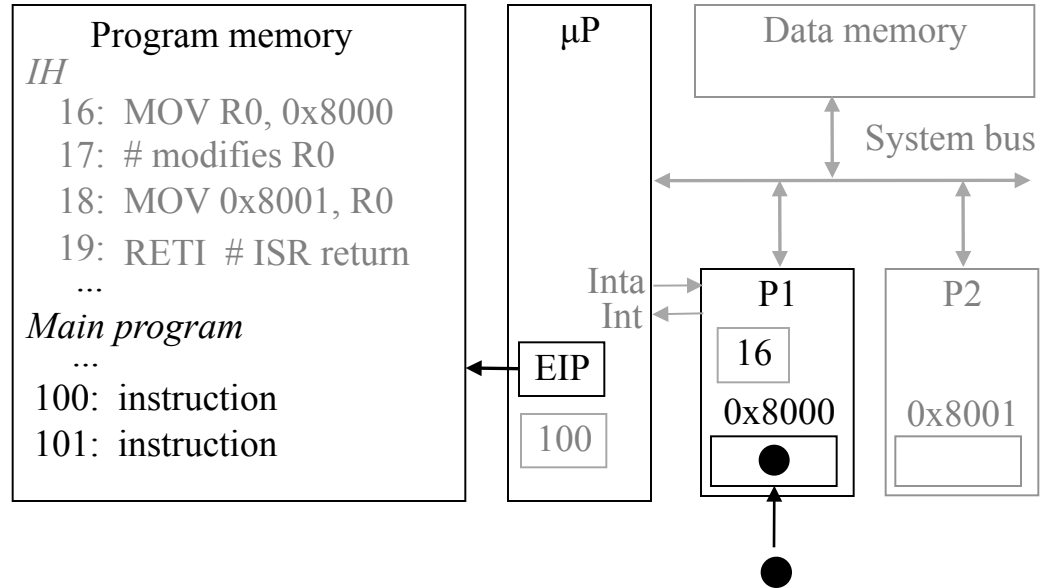 Program memory
IH
16: MOV R0, 0x8000
17: # modifies R0
18: MOV 0x8001, R0
19: RETI # ISR return
...
Main program
...
100: instruction
101: instruction
μP
Inta
Int
EIP
100
Data memory
System bus
P1
16
0x8000
P2
0x8001